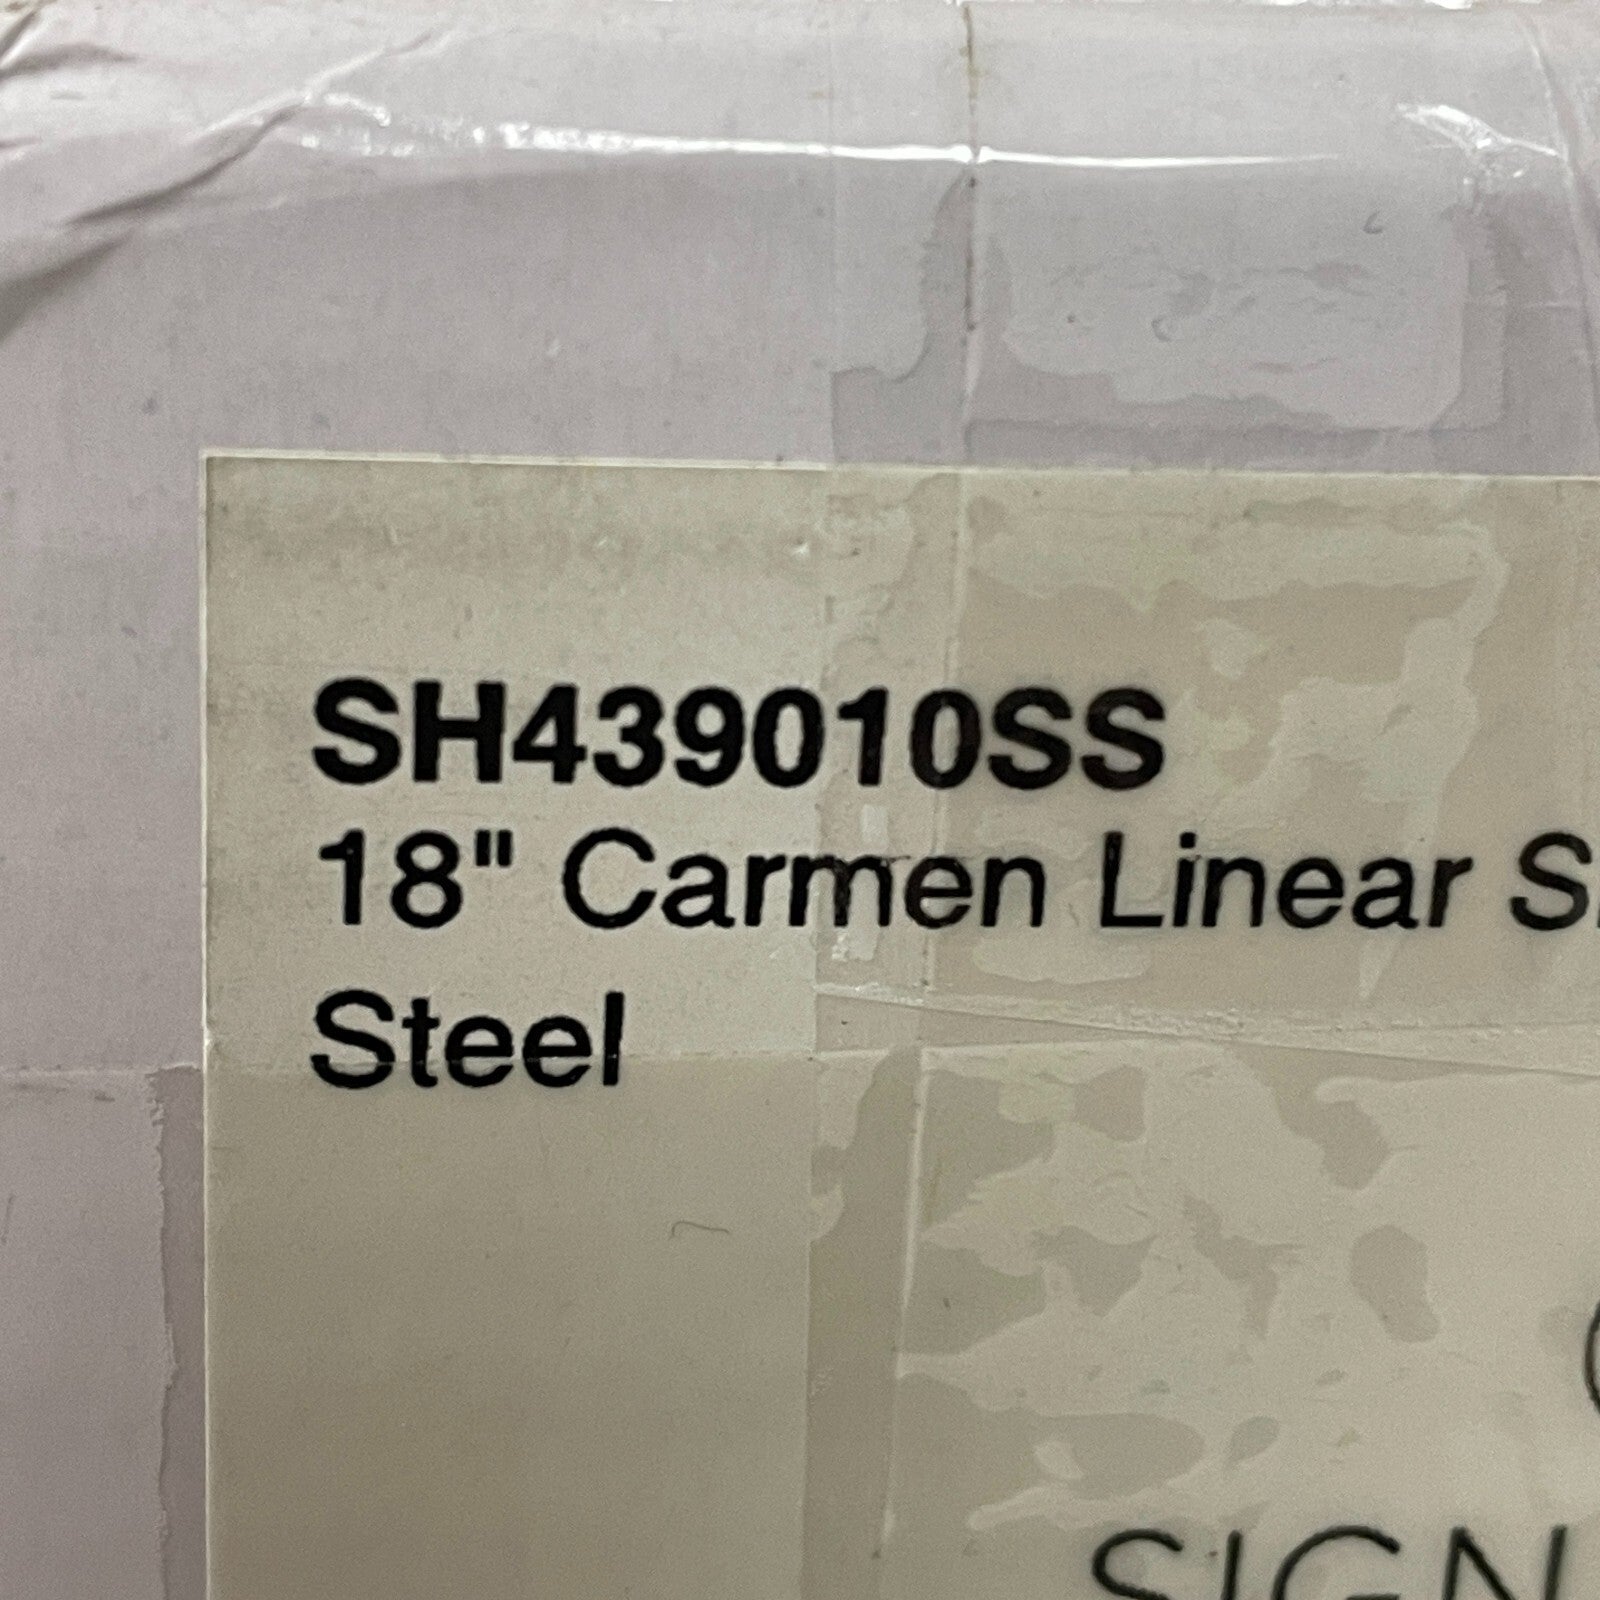 SH439010SS
18" Carmen Linear
Steel